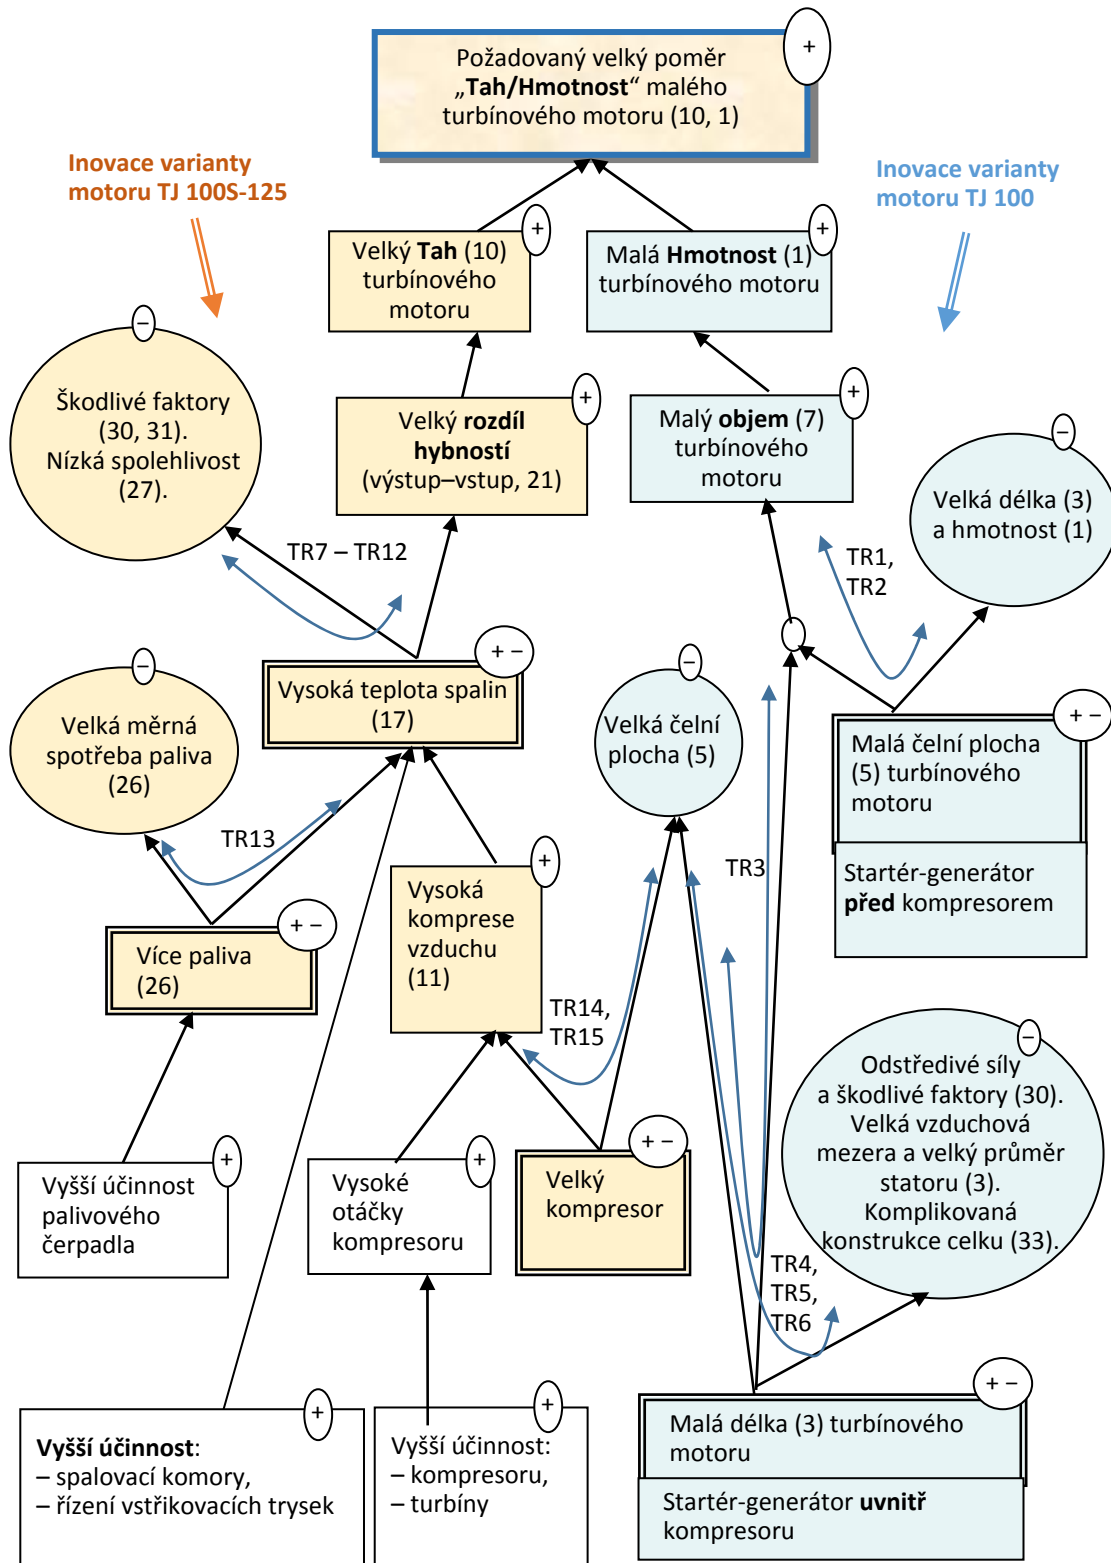 +
Požadovaný velký poměr
„Tah/Hmotnost“ malého
turbínového motoru (10, 1)
Inovace varianty
motoru TJ 100S-125
Inovace varianty
motoru TJ 100
+
Velký Tah (10)
turbínového
motoru
+
Malá Hmotnost (1)
turbínového motoru
−
Škodlivé faktory
(30, 31).
Nízká spolehlivost
(27).
+
Velký rozdíl
hybností
(výstup–vstup, 21)
+
Malý objem (7)
turbínového
motoru
−
Velká délka (3)
a hmotnost (1)
TR7 – TR12
TR1,
TR2
−
Velká měrná
spotřeba paliva
(26)
+ −
Vysoká teplota spalin
(17)
−
Velká čelní
plocha (5)
+ −
Malá čelní plocha
(5) turbínového
motoru
Startér-generátor
před kompresorem
TR13
TR3
+ −
Více paliva
(26)
+
Vysoká
komprese
vzduchu
(11)
TR14,
TR15
−
Odstředivé síly
a škodlivé faktory (30).
Velká vzduchová
mezera a velký průměr
statoru (3).
Komplikovaná
konstrukce celku (33).
+
Vyšší účinnost
palivového
čerpadla
+
Vysoké
otáčky
kompresoru
+ −
Velký
kompresor
TR4,
TR5,
TR6
+
Vyšší účinnost:
– spalovací komory,
– řízení vstřikovacích trysek
+
Vyšší účinnost:
– kompresoru,
– turbíny
+ −
Malá délka (3) turbínového
motoru
Startér-generátor uvnitř
kompresoru